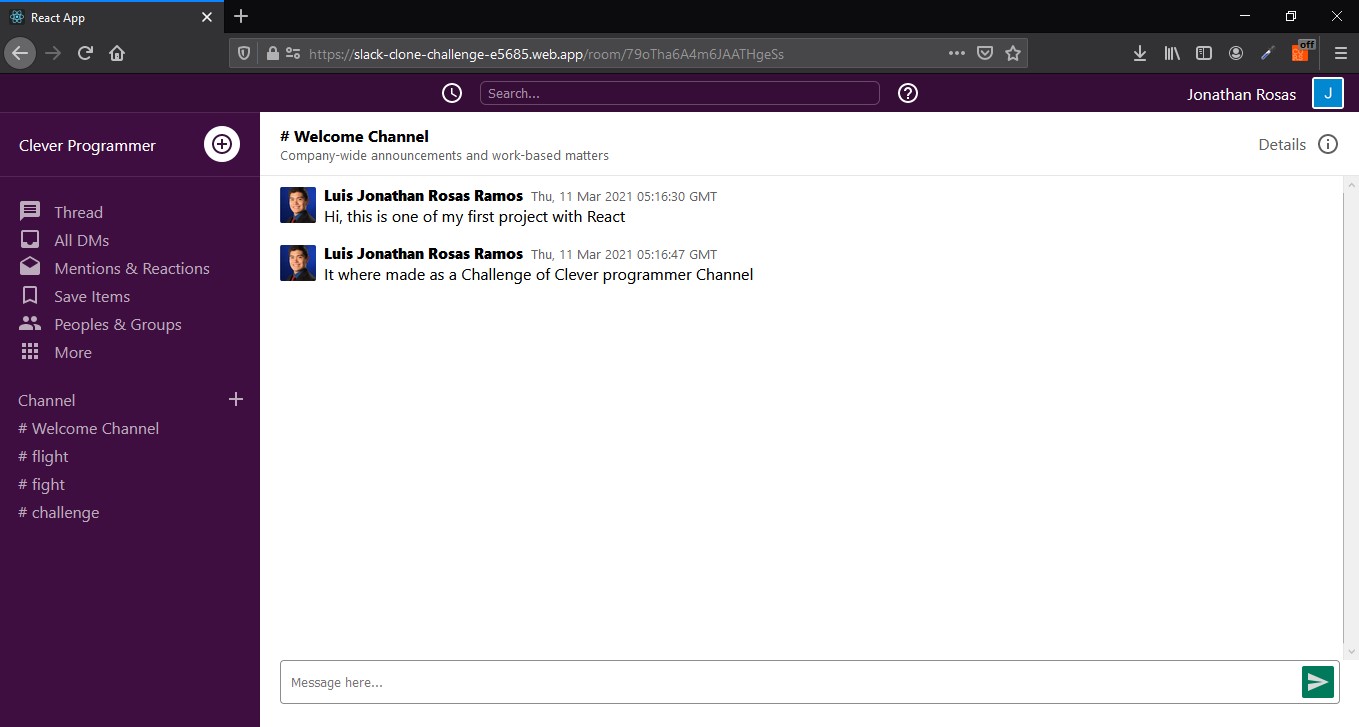 React App
https://slack-clone-challenge-e5685.web.app/room/79oTha6A4m6JAATHgeSs
off
Search...
Jonathan Rosas
J
Clever Programmer
Thread
All DMs
Mentions & Reactions
Save Items
Peoples & Groups
More
Channel
# Welcome Channel
# flight
# fight
# challenge
# Welcome Channel
Company-wide announcements and work-based matters
Details
Luis Jonathan Rosas Ramos Thu, 11 Mar 2021 05:16:30 GMT
Hi, this is one of my first project with React
Luis Jonathan Rosas Ramos Thu, 11 Mar 2021 05:16:47 GMT
It where made as a Challenge of Clever programmer Channel
Message here...